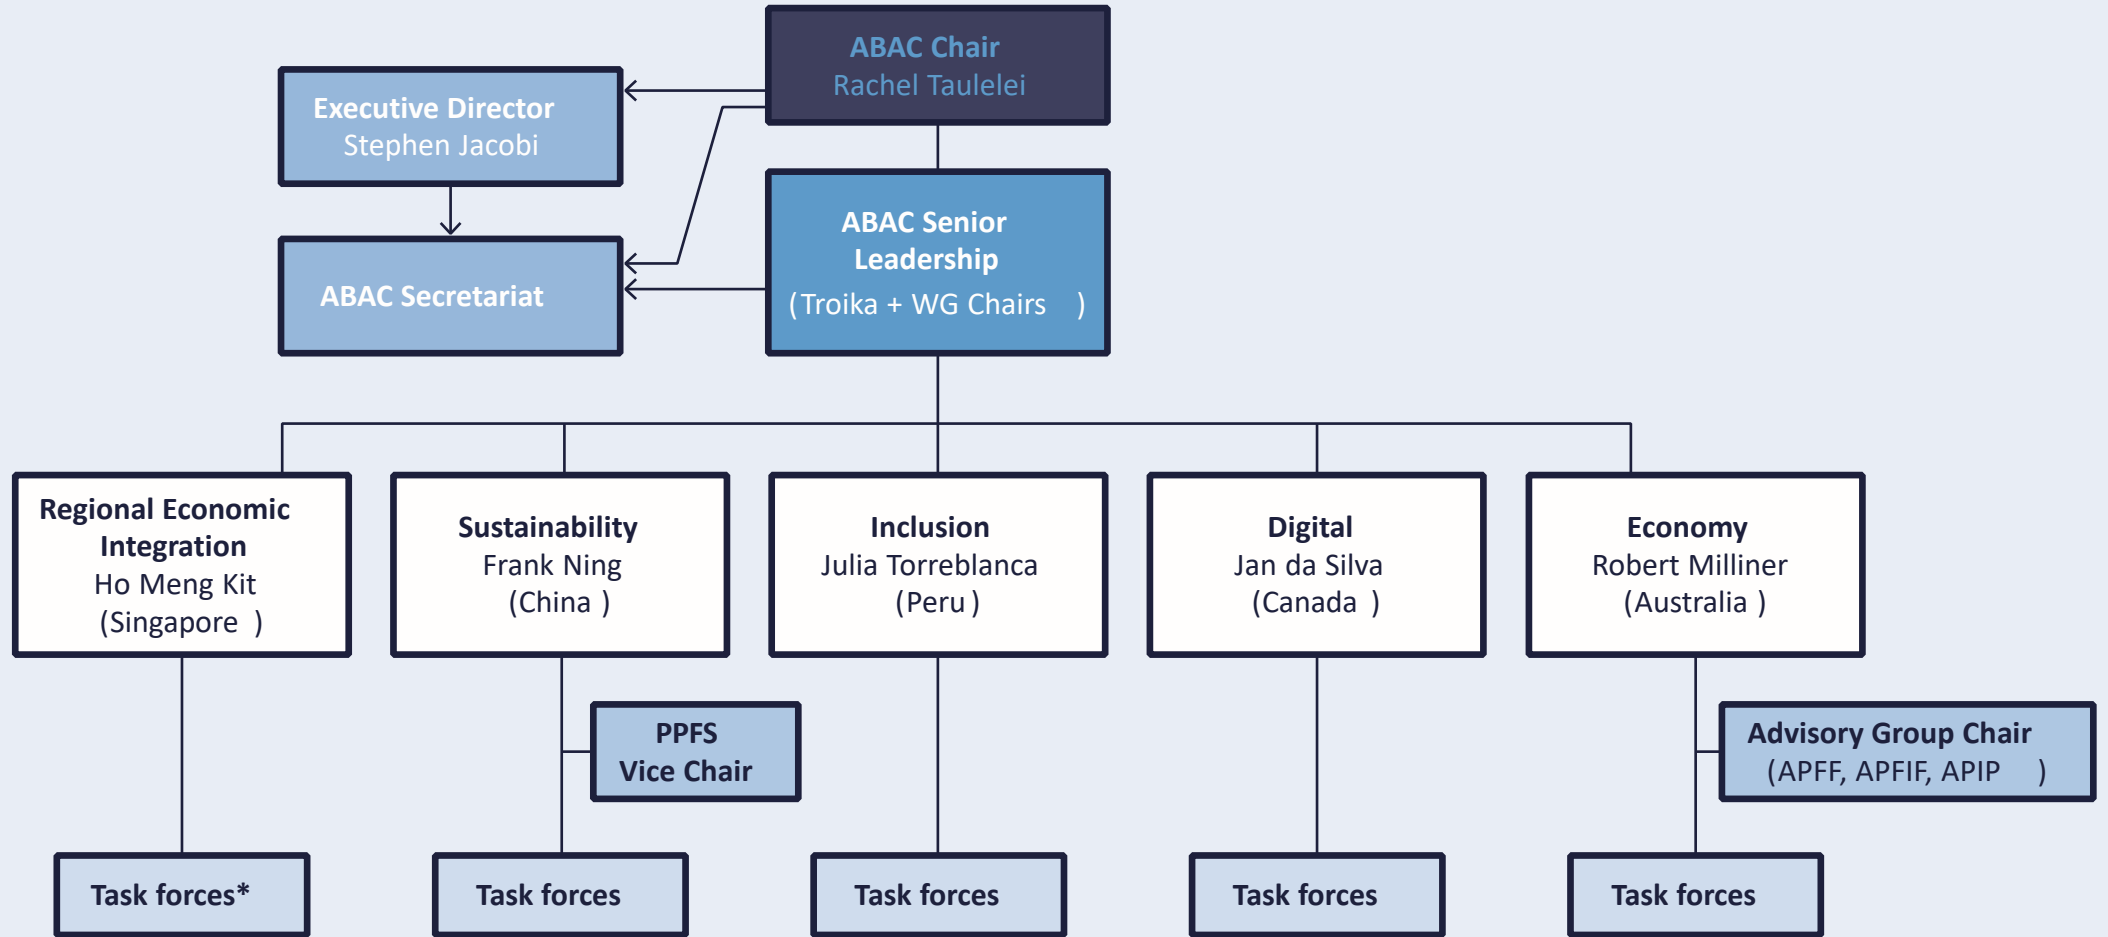 ABAC Chair
Rachel Taulelei
Executive Director
Stephen Jacobi
ABAC Senior
Leadership
(Troika + WG Chairs )
ABAC Secretariat
Regional Economic
Integration
Ho Meng Kit
(Singapore )
Sustainability
Frank Ning
(China )
Inclusion
Julia Torreblanca
(Peru )
Digital
Jan da Silva
(Canada )
Economy
Robert Milliner
(Australia )
PPFS
Vice Chair
Advisory Group Chair
(APFF, APFIF, APIP )
Task forces*
Task forces
Task forces
Task forces
Task forces